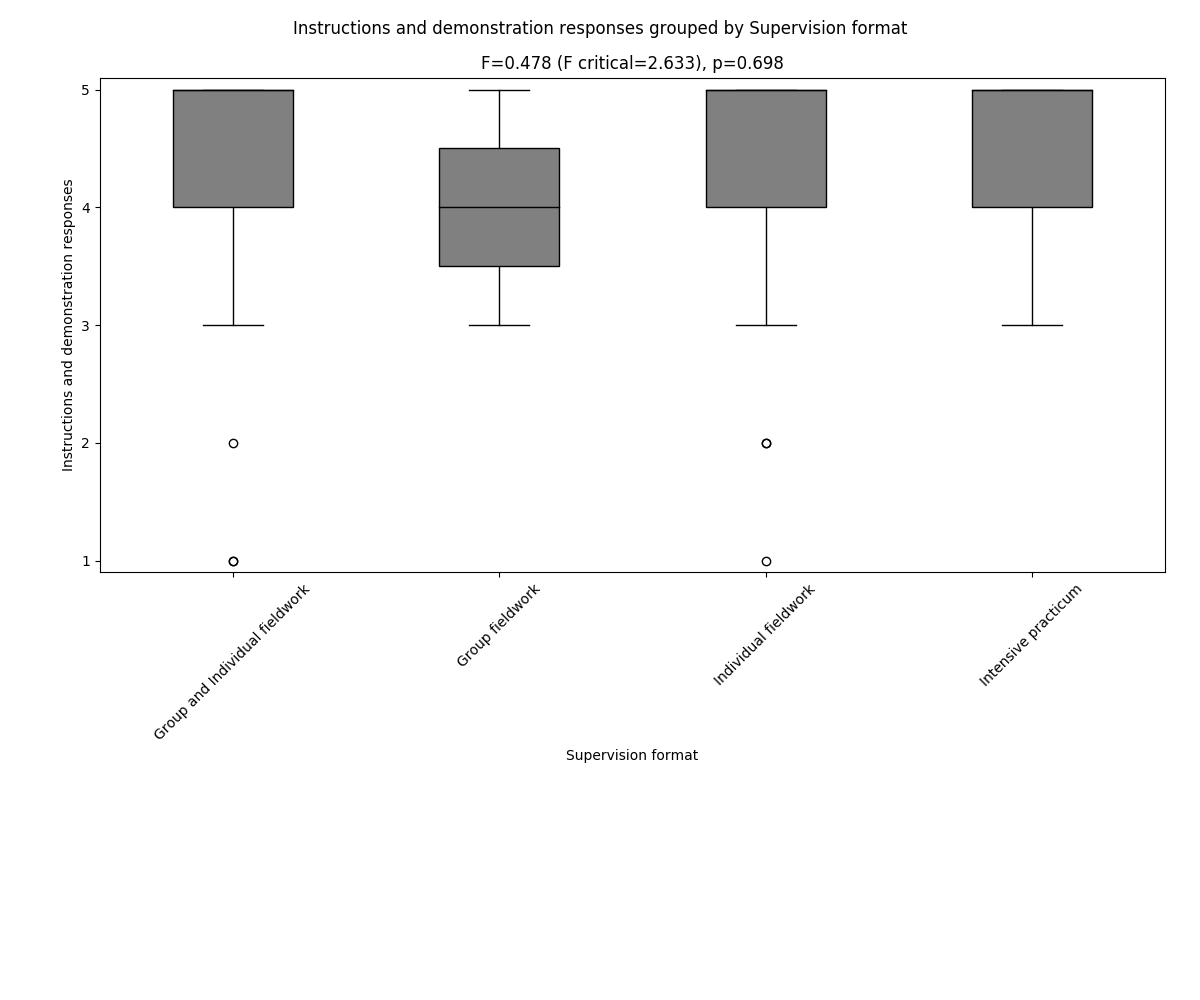 Instructions and demonstration responses grouped by Supervision format
F=0.478 (F critical=2.633), p=0.698
Instructions and demonstration responses
5
4
3
2
1
Group and Individual fieldwork
Group fieldwork
Individual fieldwork
Intensive practicum
Supervision format